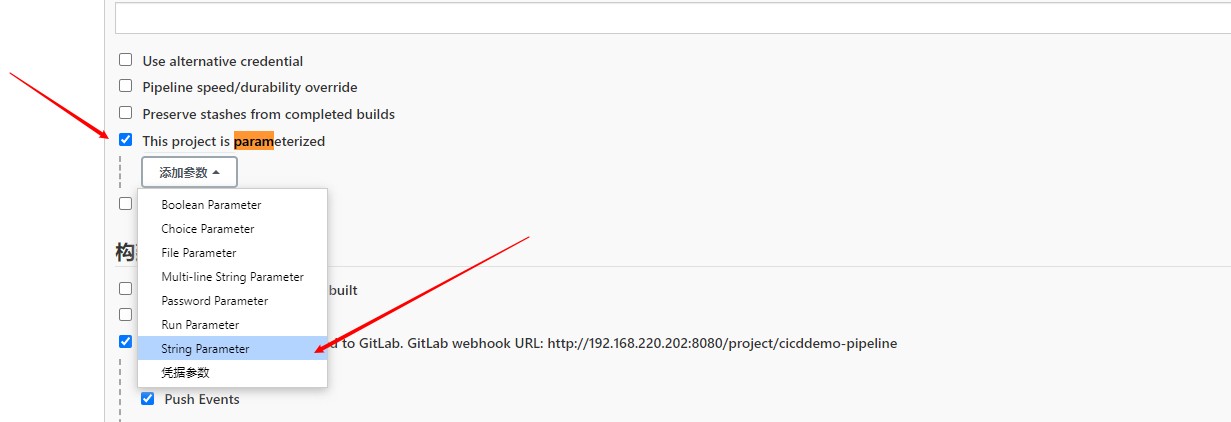 Use alternative credential
Pipeline speed/durability override
Preserve stashes from completed builds
This project is parameterized
添加参数
Boolean Parameter
Choice Parameter
File Parameter
Multi-line String Parameter
Password Parameter
Run Parameter
String Parameter
凭据参数
构
built
d to GitLab. GitLab webhook URL: http://192.168.220.202:8080/project/cicddemo-pipeline
Push Events